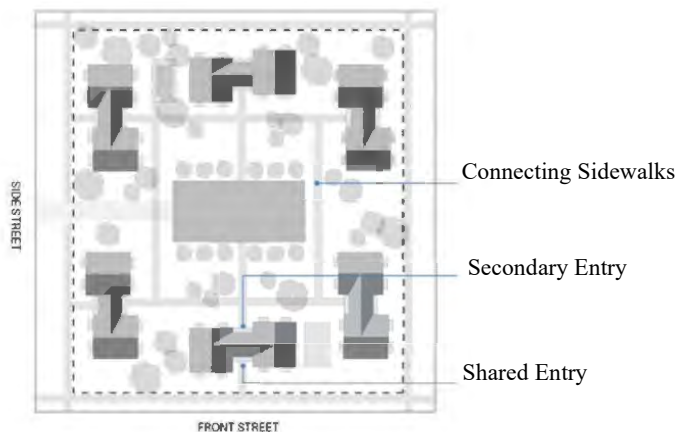 SIDE STREET
Connecting Sidewalks
Secondary Entry
Shared Entry
FRONT STREET